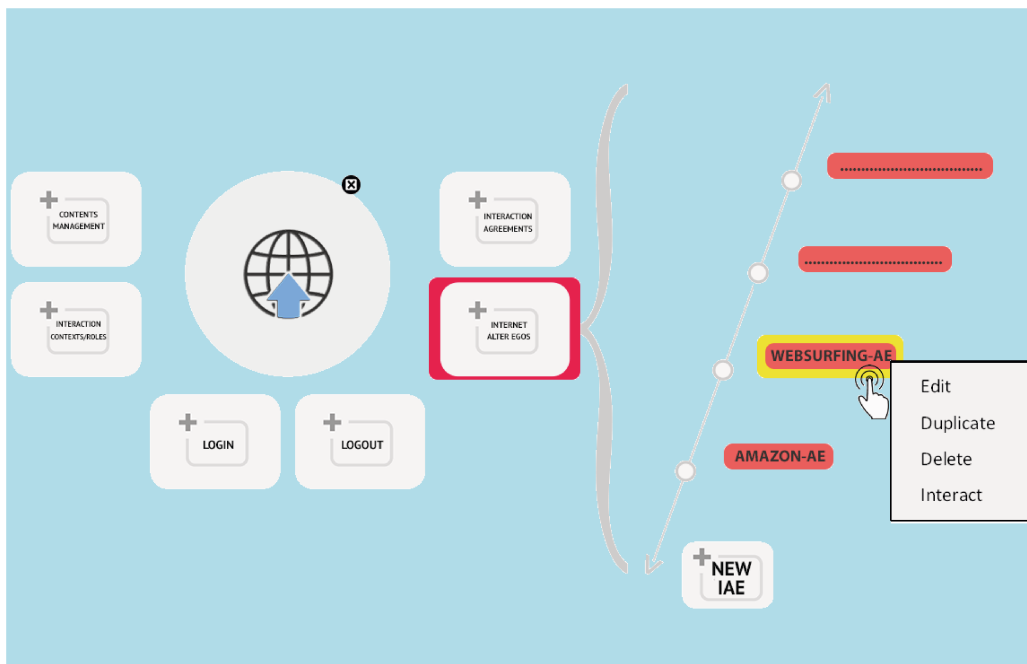 CONTENTS
MANAGEMENT
INTERACTION
CONTEXTS/ROLES
LOGIN
LOGOUT
INTERACTION
AGREEMENTS
INTERNET
ALTER EGOS
..................................
.................................
WEBSURFING-AE
AMAZON-AE
NEW
IAE
Edit
Duplicate
Delete
Interact